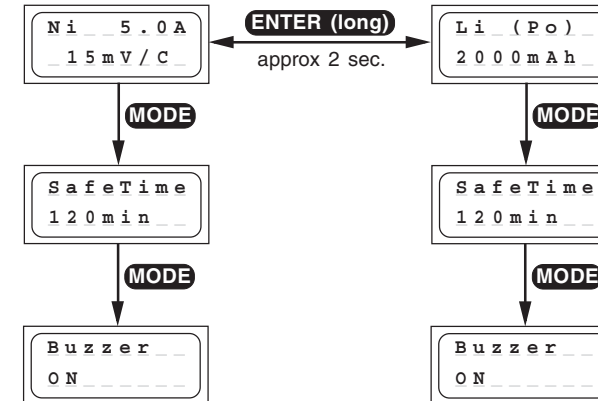 Ni 5.0A
15mV/C
ENTER (long)
approx 2 sec.
Li (Po)
2000mAh
MODE
MODE
SafeTime
120min
SafeTime
120min
MODE
MODE
Buzzer
ON
Buzzer
ON